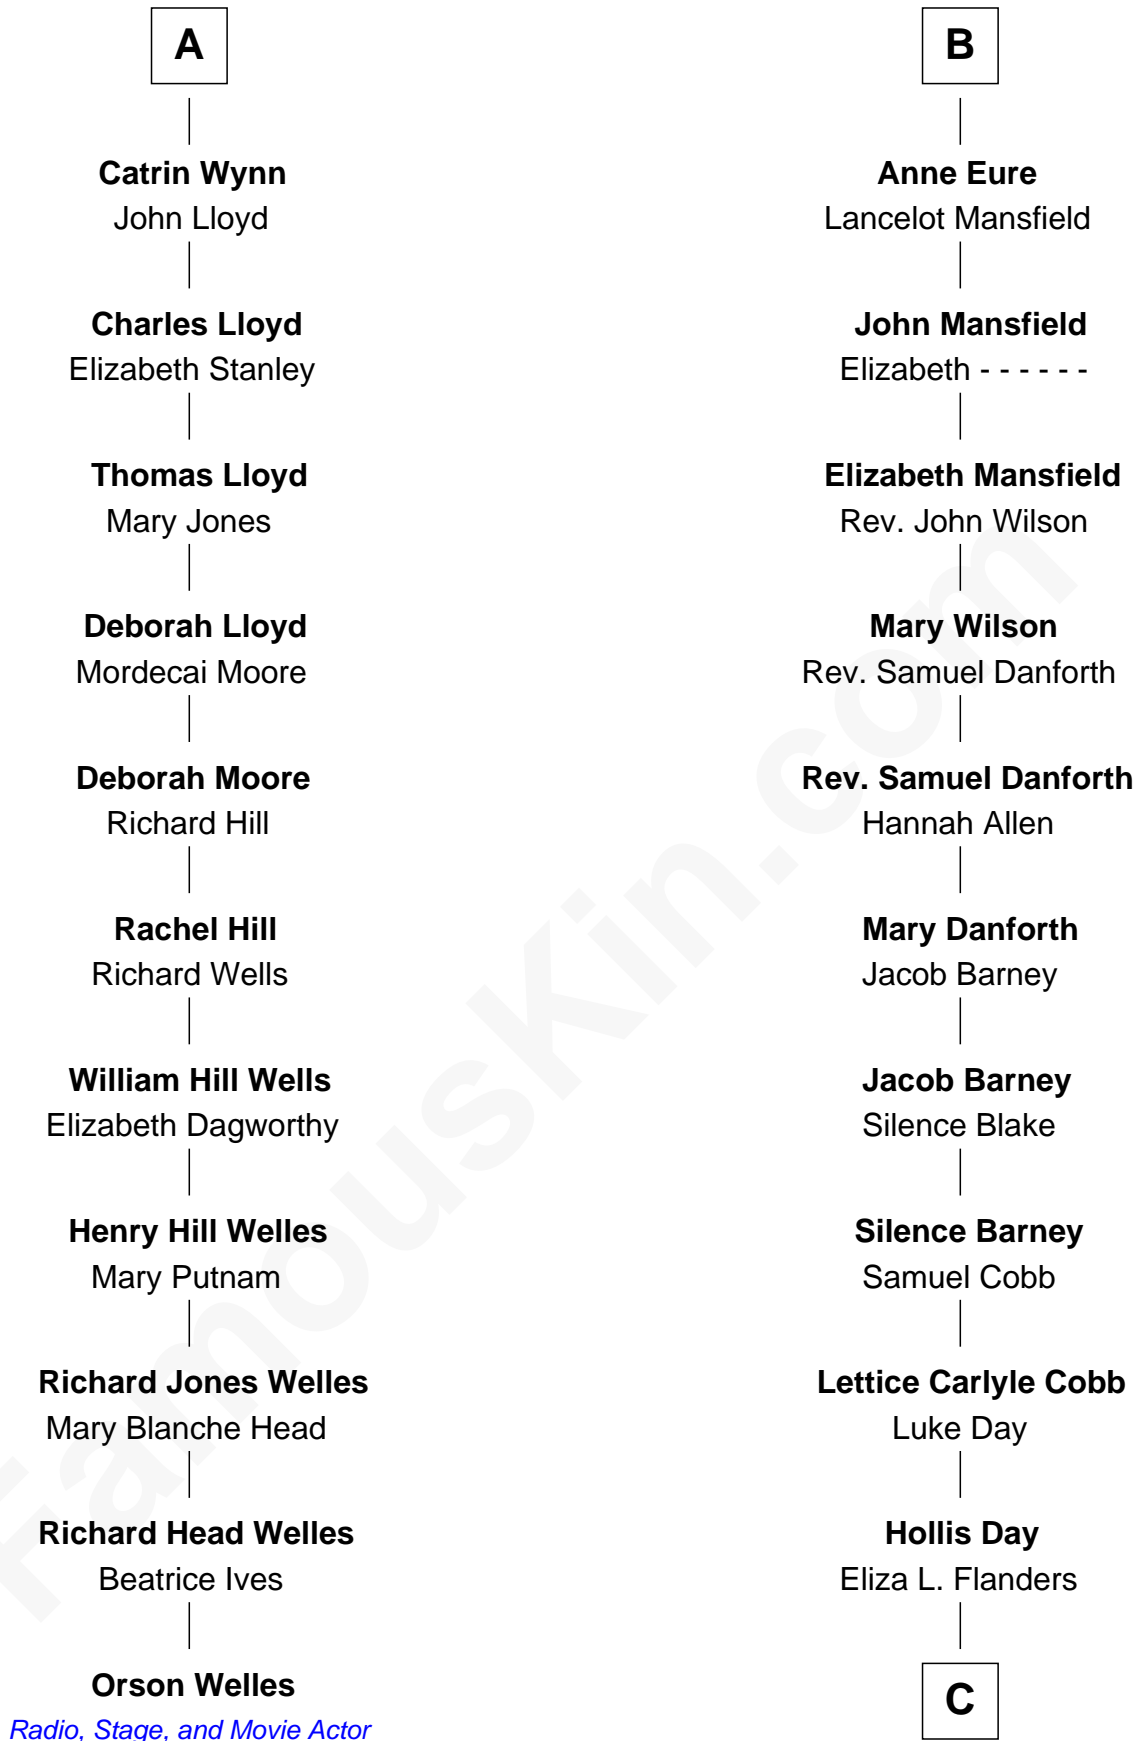 A
Catrin Wynn
John Lloyd
Charles Lloyd
Elizabeth Stanley
Thomas Lloyd
Mary Jones
Deborah Lloyd
Mordecai Moore
Deborah Moore
Richard Hill
Rachel Hill
Richard Wells
William Hill Wells
Elizabeth Dagworthy
Henry Hill Welles
Mary Putnam
Richard Jones Welles
Mary Blanche Head
Richard Head Welles
Beatrice Ives
Orson Welles
Radio, Stage, and Movie Actor
B
Anne Eure
Lancelot Mansfield
John Mansfield
Elizabeth - - - - - -
Elizabeth Mansfield
Rev. John Wilson
Mary Wilson
Rev. Samuel Danforth
Rev. Samuel Danforth
Hannah Allen
Mary Danforth
Jacob Barney
Jacob Barney
Silence Blake
Silence Barney
Samuel Cobb
Lettice Carlyle Cobb
Luke Day
Hollis Day
Eliza L. Flanders
C
FamousKin.com